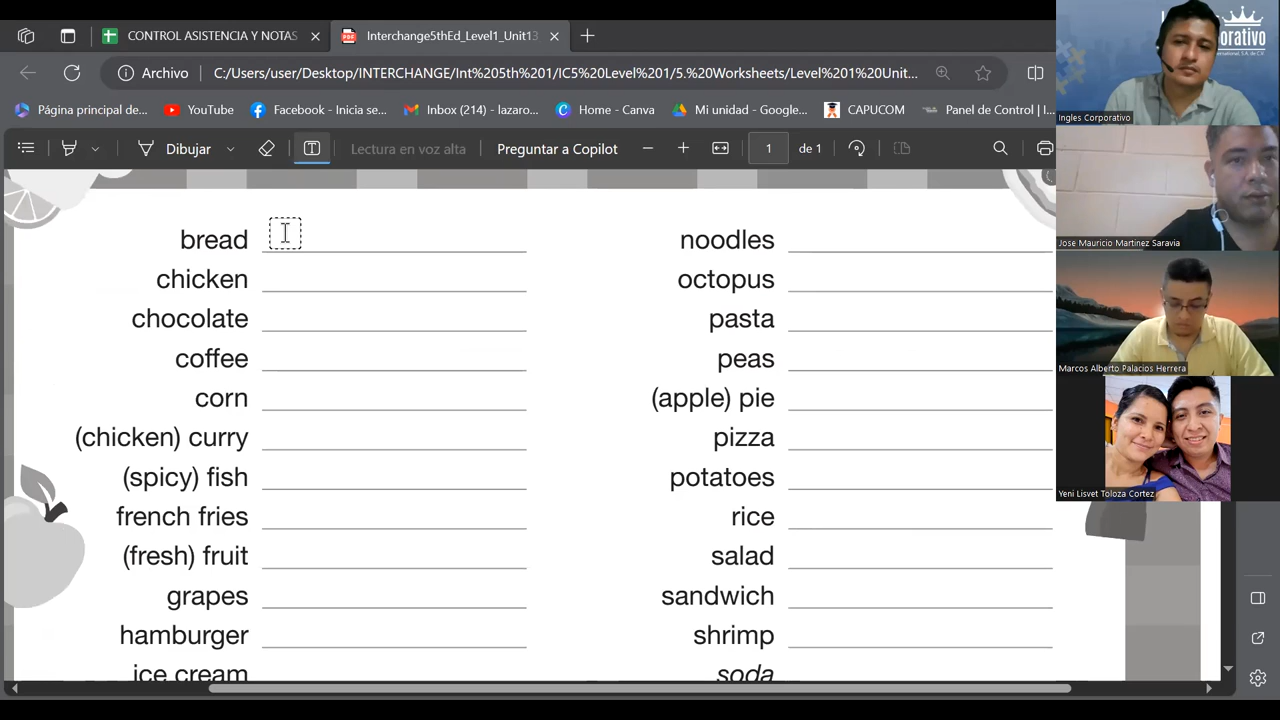 CONTROL ASISTENCIA Y NOTAS
Interchange5thEd_Level1_Unit13
Archivo
C:/Users/user/Desktop/INTERCHANGE/Int%205th%201/IC5%20Level%201/5.%20Worksheets/Level%201%20Unit...
Página principal de...
YouTube
Facebook - Inicia se...
Inbox (214) - lazaro...
Home - Canva
Mi unidad - Google...
CAPUCOM
Panel de Control | I...
Dibujar
Lectura en voz alta
Preguntar a Copilot
1
de 1
bread
chicken
chocolate
coffee
corn
(chicken) curry
(spicy) fish
french fries
(fresh) fruit
grapes
hamburger
ice cream
noodles
octopus
pasta
peas
(apple) pie
pizza
potatoes
rice
salad
sandwich
shrimp
soda
Ingles Corporativo
Jose Mauricio Martinez Saravia
Marcos Alberto Palacios Herrera
Yeni Lisvet Toloza Cortez